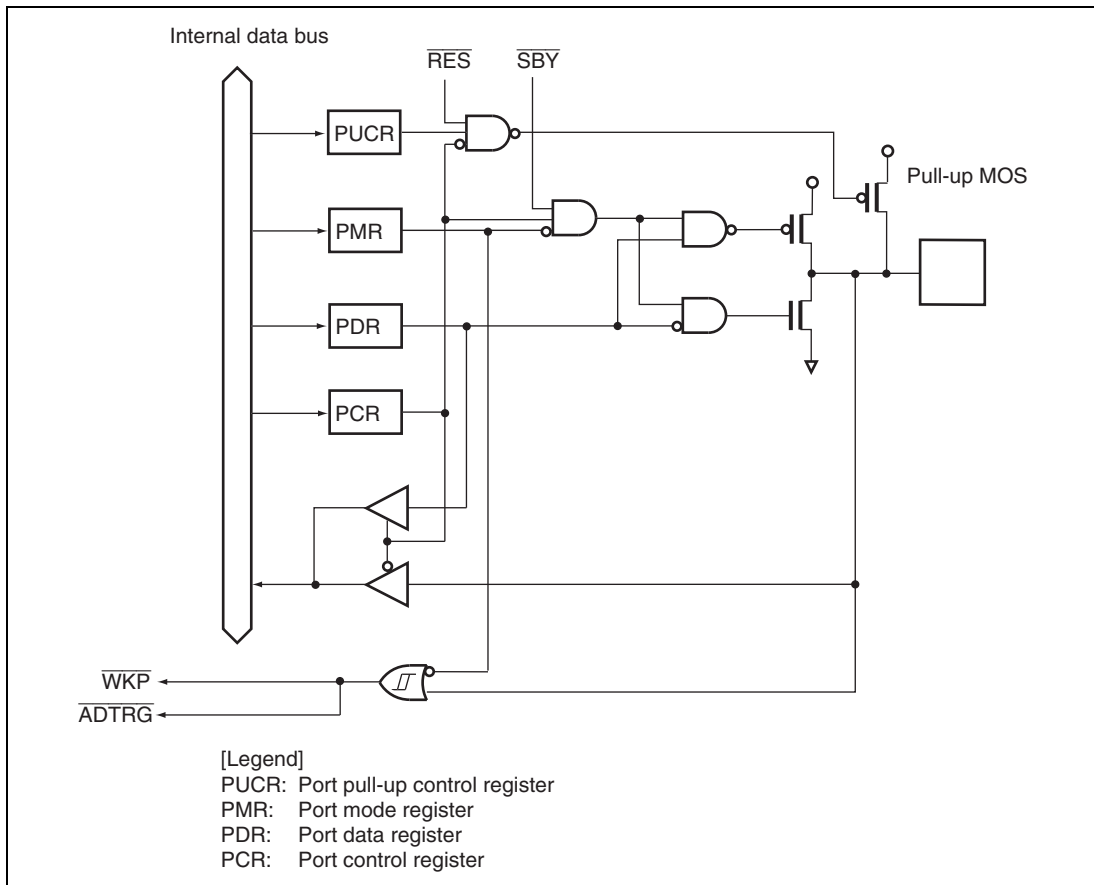 Internal data bus
RES SBY
PUCR
Pull-up MOS
PMR
PDR
PCR
WKP
ADTRG
[Legend]
PUCR: Port pull-up control register
PMR: Port mode register
PDR: Port data register
PCR: Port control register